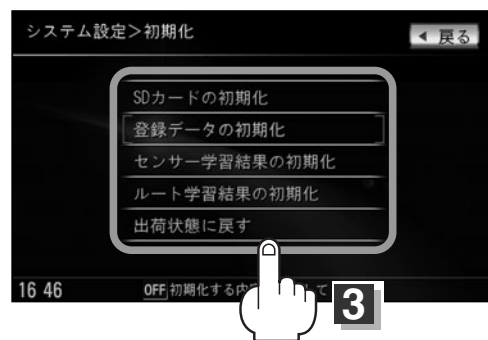 システム設定＞初期化
◀ 戻る
SDカードの初期化
登録データの初期化
センサー学習結果の初期化
ルート学習結果の初期化
出荷状態に戻す
16 46
OFF 初期化する内 して
3